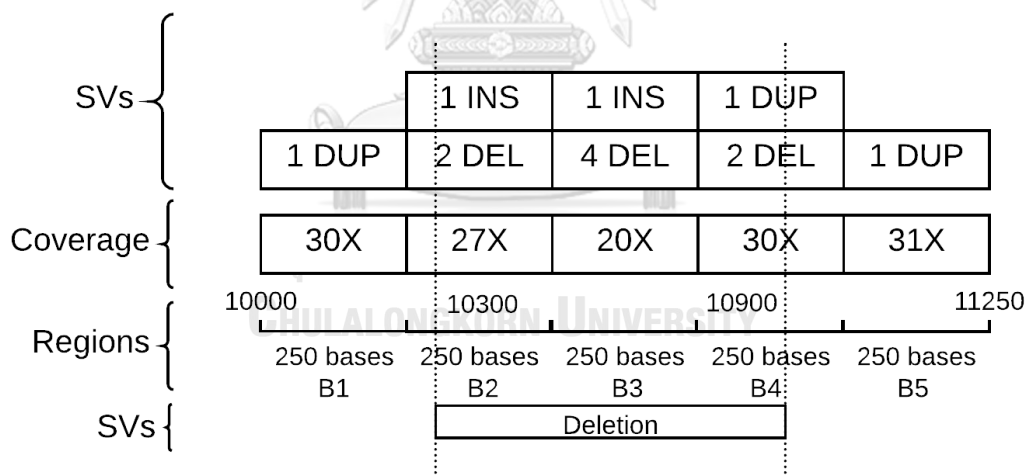 SVs
1 INS 1 INS 1 DUP
1 DUP 2 DEL 4 DEL 2 DEL 1 DUP
Coverage
30X 27X 20X 30X 31X
10000 10300 10900 11250
CHULALONGKORN UNIVERSITY
Regions
250 bases 250 bases 250 bases 250 bases 250 bases
B1 B2 B3 B4 B5
SVs
Deletion